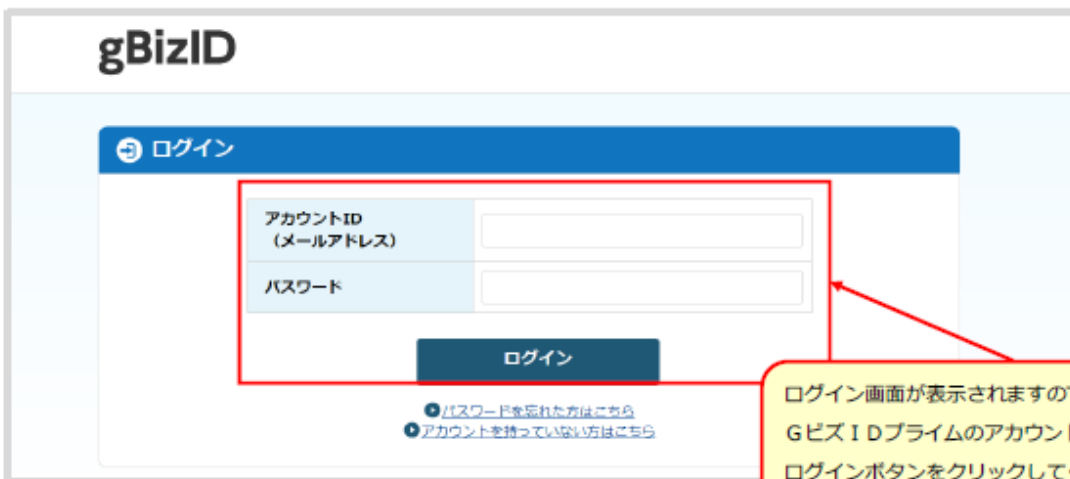 gBizID
ログイン
アカウントID
（メールアドレス）
パスワード
ログイン
パスワードを忘れた方はこちら
アカウントを持っていない方はこちら
ログイン画面が表示されますので
GビズIDプライムのアカウント
ログインボタンをクリックして